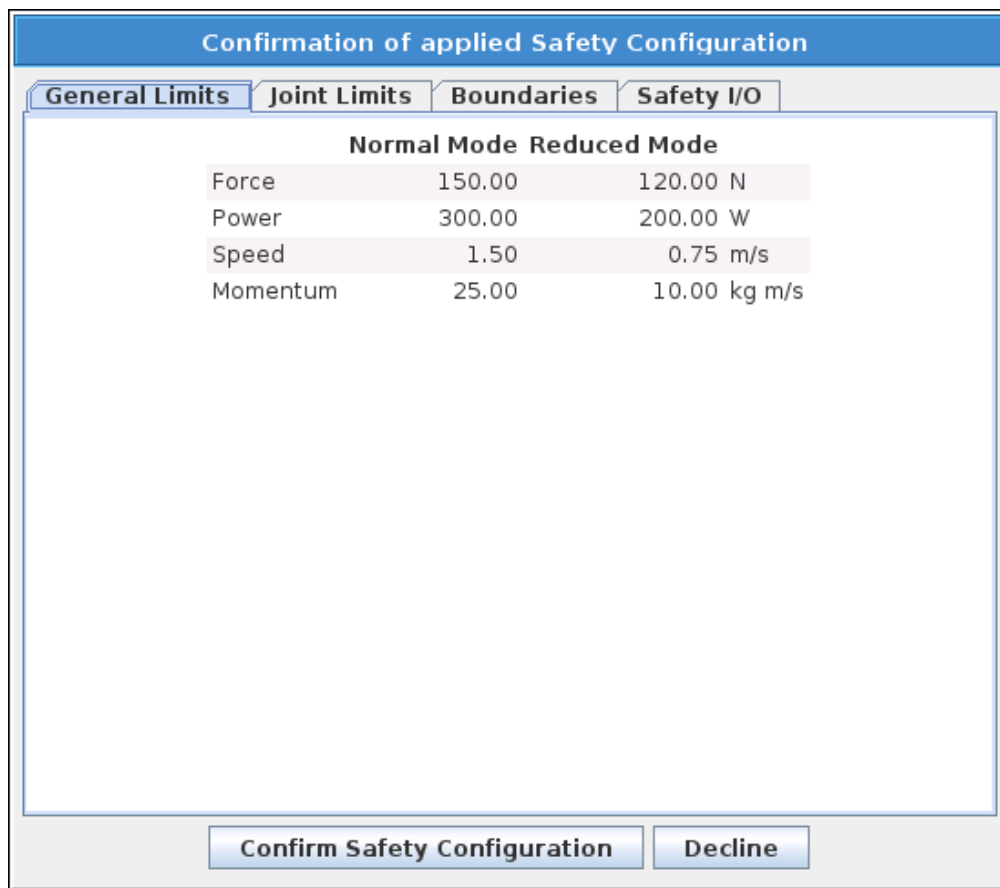 Confirmation of applied Safety Configuration
General Limits Joint Limits Boundaries Safety I/O
Normal Mode Reduced Mode
Force 150.00 120.00 N
Power 300.00 200.00 W
Speed 1.50 0.75 m/s
Momentum 25.00 10.00 kg m/s
Confirm Safety Configuration Decline